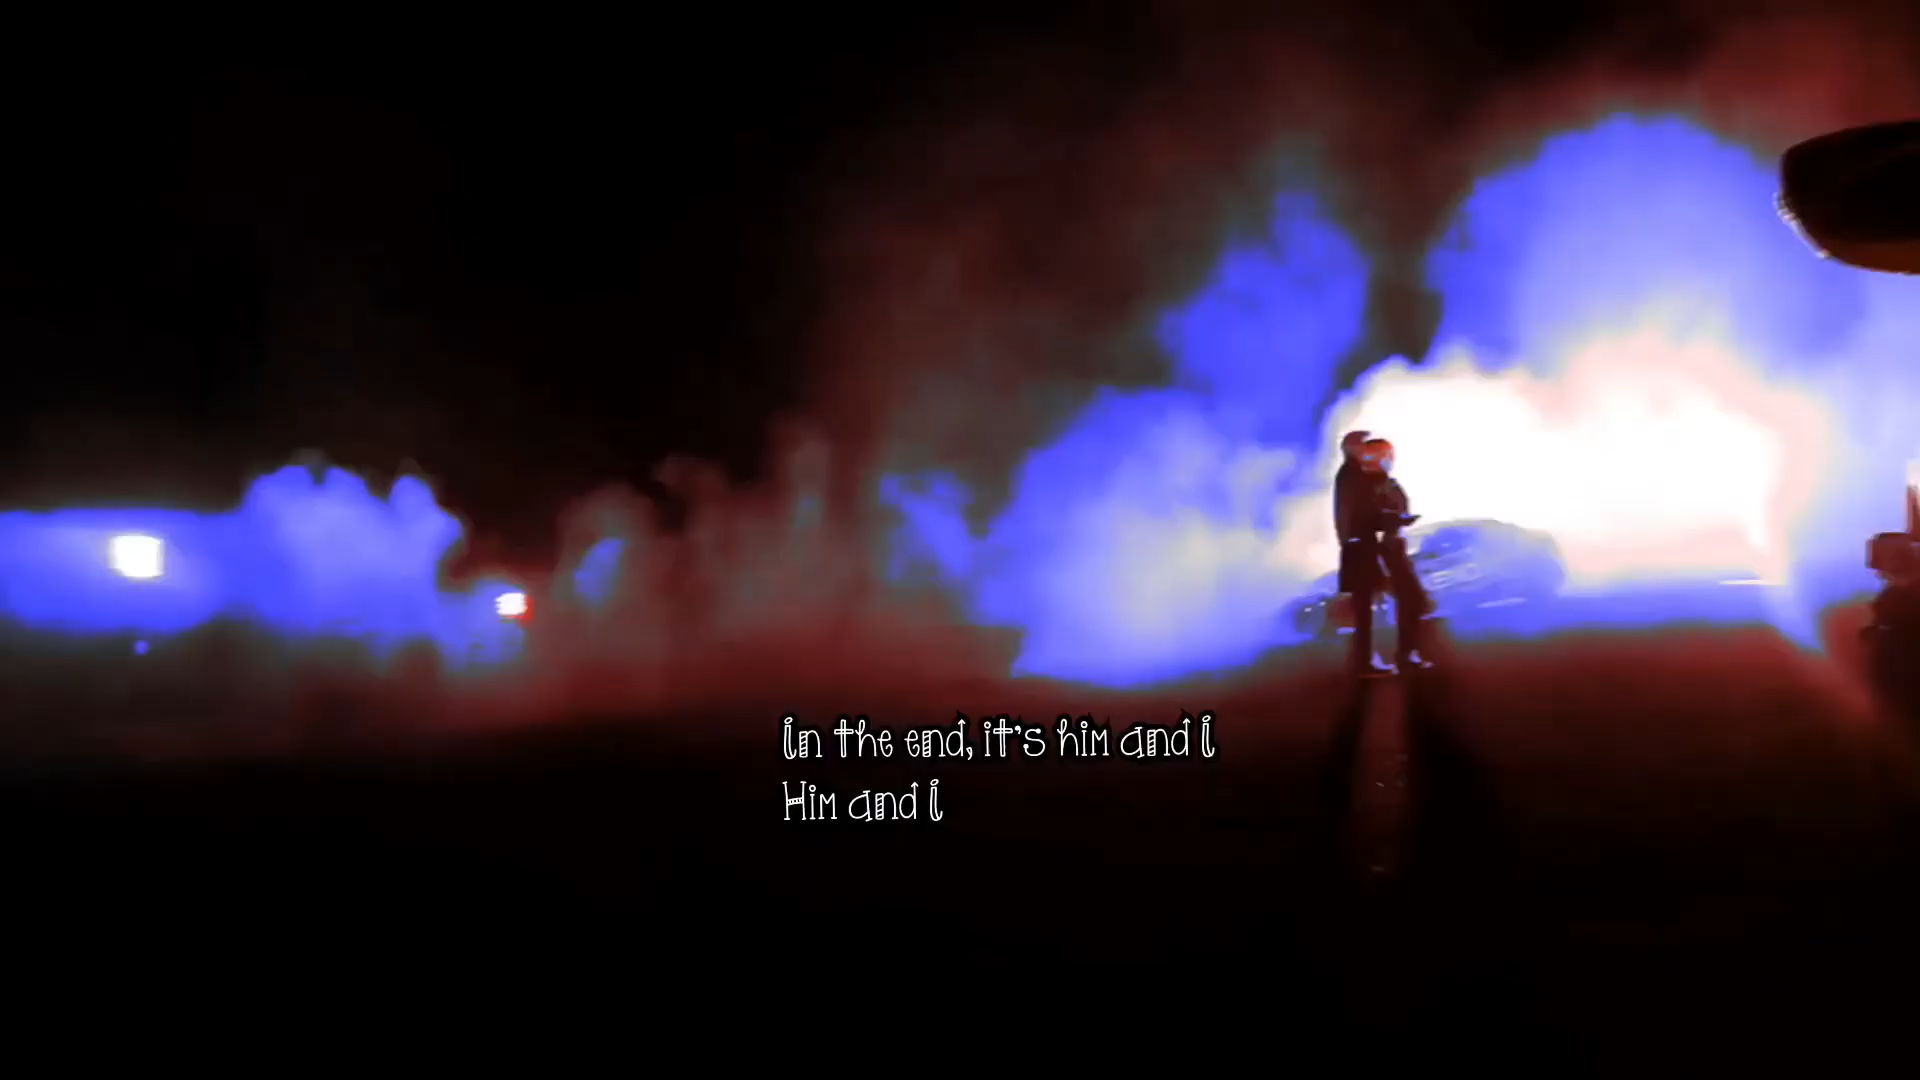 In the end, it's him and I
Him and I